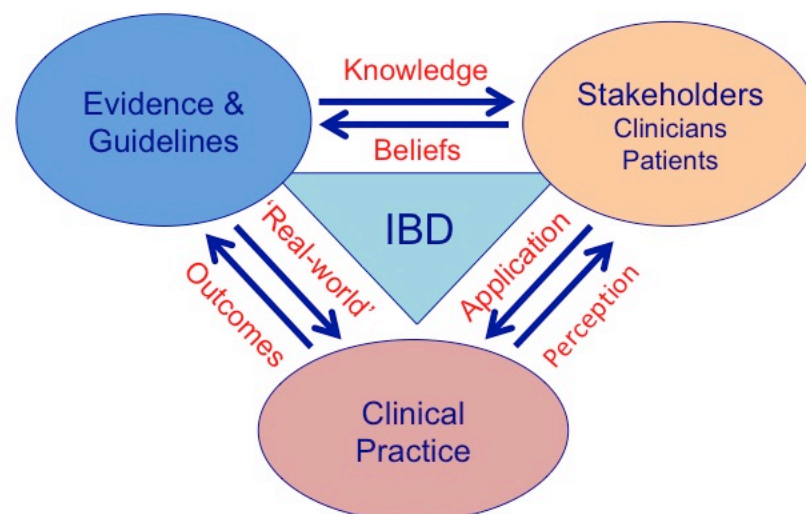 Knowledge
Evidence &
Guidelines
Stakeholders
Clinicians
Patients
Beliefs
IBD
'Real-world'
Outcomes
Application
Perception
Clinical
Practice